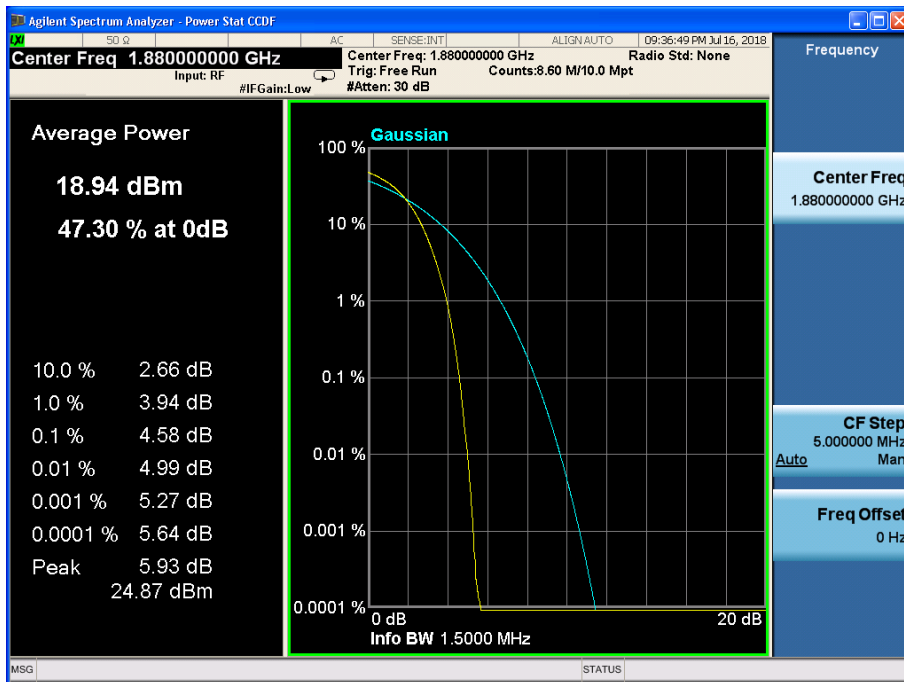 Agilent Spectrum Analyzer - Power Stat CCDF
LXI 50 Ω AC SENSE:INT ALIGN AUTO 09:36:49 PM Jul 16, 2018
Center Freq 1.880000000 GHz
Input: RF
#IFGain:Low
Center Freq: 1.880000000 GHz
Radio Std: None
Trig: Free Run
Counts:8.60 M/10.0 Mpt
#Atten: 30 dB
Average Power
18.94 dBm
47.30 % at 0dB
10.0 % 2.66 dB
1.0 % 3.94 dB
0.1 % 4.58 dB
0.01 % 4.99 dB
0.001 % 5.27 dB
0.0001 % 5.64 dB
Peak 5.93 dB
24.87 dBm
Gaussian
100 %
10 %
1 %
0.1 %
0.01 %
0.001 %
0.0001 %
0 dB 20 dB
Info BW 1.5000 MHz
Frequency
Center Freq
1.880000000 GHz
CF Step
5.000000 MHz
Auto Man
Freq Offset
0 Hz
MSG STATUS